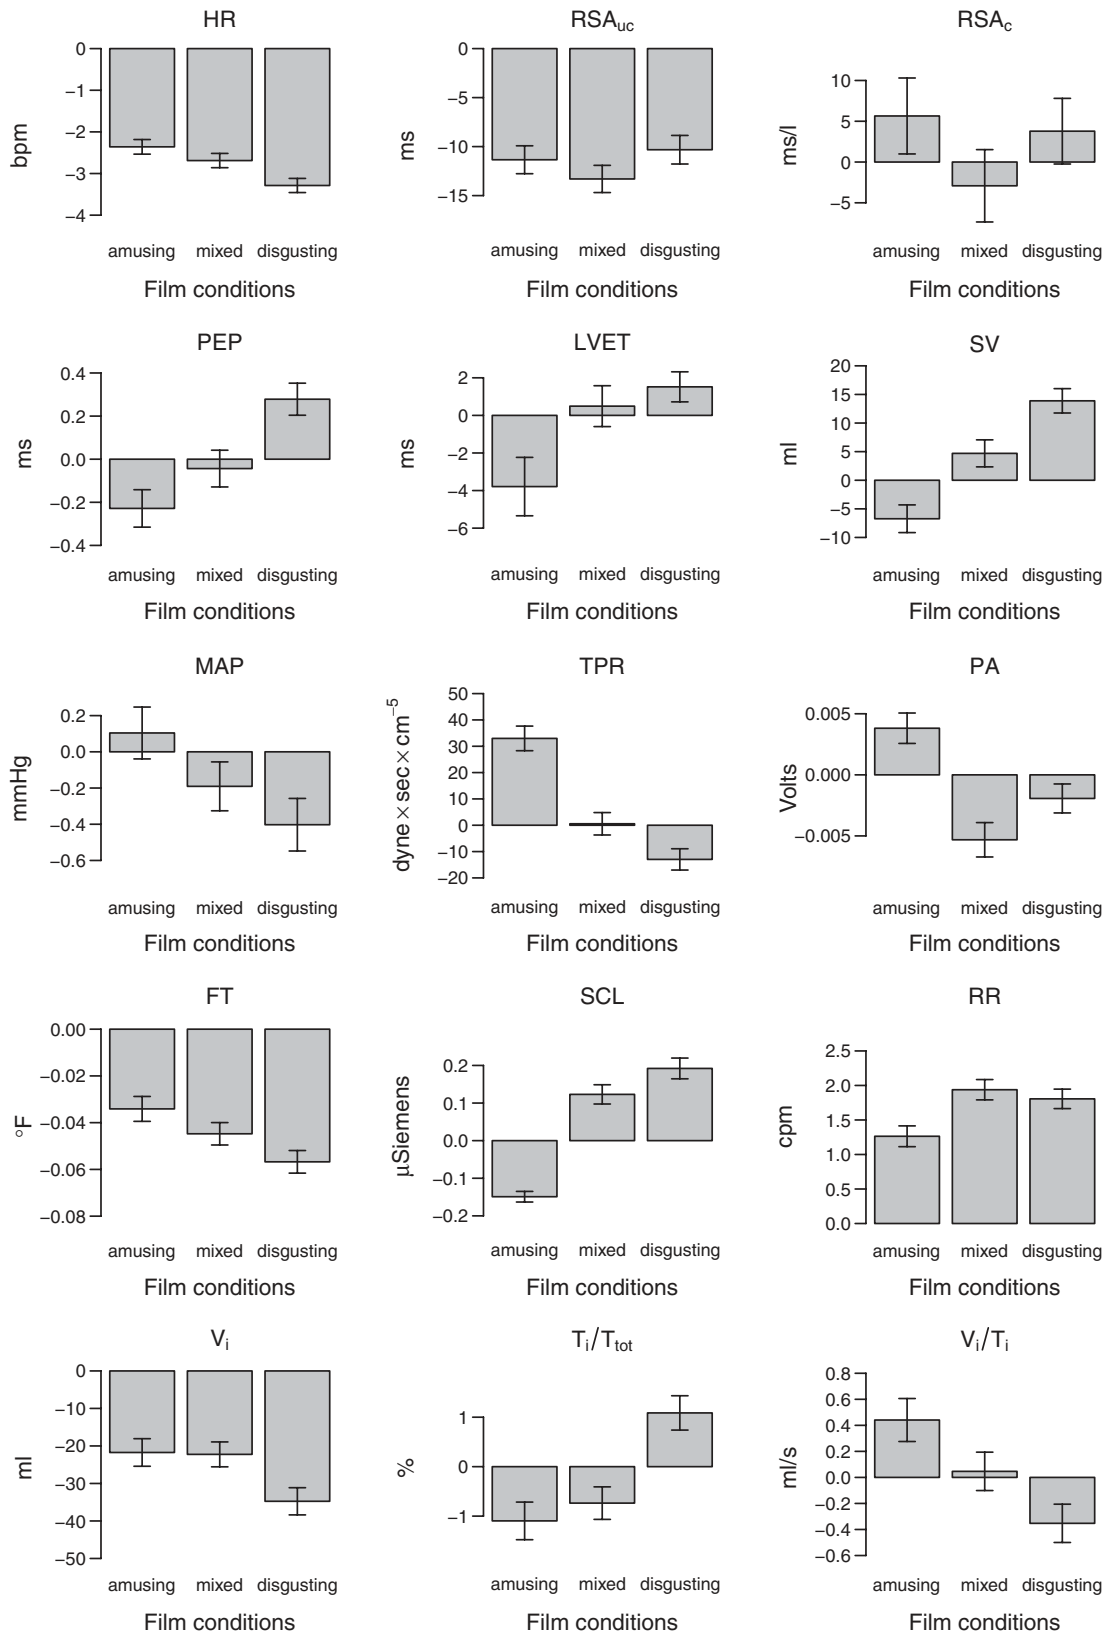 HR
RSAuc
RSAc
0
−1
−2
−3
−4
bpm
0
−5
−10
−15
ms
10
5
0
−5
ms/l
amusing mixed disgusting
amusing mixed disgusting
amusing mixed disgusting
Film conditions
Film conditions
Film conditions
PEP
LVET
SV
0.4
0.2
0.0
−0.2
−0.4
ms
2
0
−2
−4
−6
ms
20
15
10
5
0
−5
−10
ml
amusing mixed disgusting
amusing mixed disgusting
amusing mixed disgusting
Film conditions
Film conditions
Film conditions
MAP
TPR
PA
0.2
0.0
−0.2
−0.4
−0.6
mmHg
50
40
30
20
10
0
−10
−20
dyne×sec×cm−5
0.005
0.000
−0.005
Volts
amusing mixed disgusting
amusing mixed disgusting
amusing mixed disgusting
Film conditions
Film conditions
Film conditions
FT
SCL
RR
0.00
−0.02
−0.04
−0.06
−0.08
°F
0.2
0.1
0.0
−0.1
−0.2
μSiemens
2.5
2.0
1.5
1.0
0.5
0.0
cpm
amusing mixed disgusting
amusing mixed disgusting
amusing mixed disgusting
Film conditions
Film conditions
Film conditions
Vi
Ti/Ttot
Vi/Ti
0
−10
−20
−30
−40
−50
ml
1
0
−1
%
0.8
0.6
0.4
0.2
0.0
−0.2
−0.4
−0.6
ml/s
amusing mixed disgusting
amusing mixed disgusting
amusing mixed disgusting
Film conditions
Film conditions
Film conditions